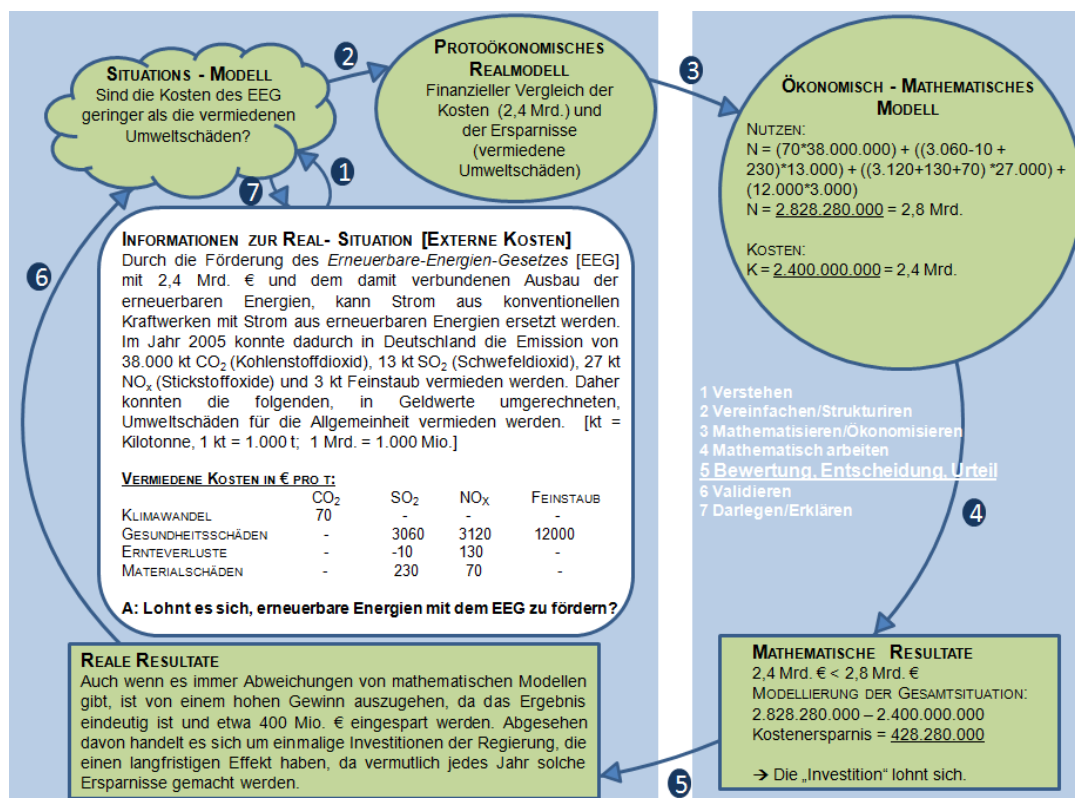 SITUATIONS - MODELL
Sind die Kosten des EEG
geringer als die vermiedenen
Umweltschäden?
2
PROTOÖKONOMISCHES
REALMODELL
Finanzieller Vergleich der
Kosten (2,4 Mrd.) und
der Ersparnisse
(vermiedene
Umweltschäden)
3
ÖKONOMISCH - MATHEMATISCHES
MODELL
NUTZEN:
N = (70*38.000.000) + ((3.060-10 +
230)*13.000) + ((3.120+130+70) *27.000) +
(12.000*3.000)
N = 2.828.280.000 = 2,8 Mrd.
KOSTEN:
K = 2.400.000.000 = 2,4 Mrd.
7
1
6
INFORMATIONEN ZUR REAL- SITUATION [EXTERNE KOSTEN]
Durch die Förderung des Erneuerbare-Energien-Gesetzes [EEG]
mit 2,4 Mrd. € und dem damit verbundenen Ausbau der
erneuerbaren Energien, kann Strom aus konventionellen
Kraftwerken mit Strom aus erneuerbaren Energien ersetzt werden.
Im Jahr 2005 konnte dadurch in Deutschland die Emission von
38.000 kt CO₂ (Kohlenstoffdioxid), 13 kt SO₂ (Schwefeldioxid), 27 kt
NOₓ (Stickstoffoxide) und 3 kt Feinstaub vermieden werden. Daher
konnten die folgenden, in Geldwerte umgerechneten,
Umweltschäden für die Allgemeinheit vermieden werden. [kt =
Kilotonne, 1 kt = 1.000 t; 1 Mrd. = 1.000 Mio.]
VERMIEDENE KOSTEN IN € PRO T:
CO₂ SO₂ NOₓ FEINSTAUB
KLIMAWANDEL 70 - - -
GESUNDHEITSSCHÄDEN - 3060 3120 12000
ERNTEVERLUSTE - -10 130 -
MATERIALSCHÄDEN - 230 70 -
A: Lohnt es sich, erneuerbare Energien mit dem EEG zu fördern?
1 Verstehen
2 Vereinfachen/Strukturiren
3 Mathematisieren/Ökonomisieren
4 Mathematisch arbeiten
5 Bewertung, Entscheidung, Urteil
6 Validieren
7 Darlegen/Erklären
4
REALE RESULTATE
Auch wenn es immer Abweichungen von mathematischen Modellen
gibt, ist von einem hohen Gewinn auszugehen, da das Ergebnis
eindeutig ist und etwa 400 Mio. € eingespart werden. Abgesehen
davon handelt es sich um einmalige Investitionen der Regierung, die
einen langfristigen Effekt haben, da vermutlich jedes Jahr solche
Ersparnisse gemacht werden.
5
MATHEMATISCHE RESULTATE
2,4 Mrd. € < 2,8 Mrd. €
MODELLIERUNG DER GESAMTSITUATION:
2.828.280.000 – 2.400.000.000
Kostenersparnis = 428.280.000
→ Die „Investition" lohnt sich.